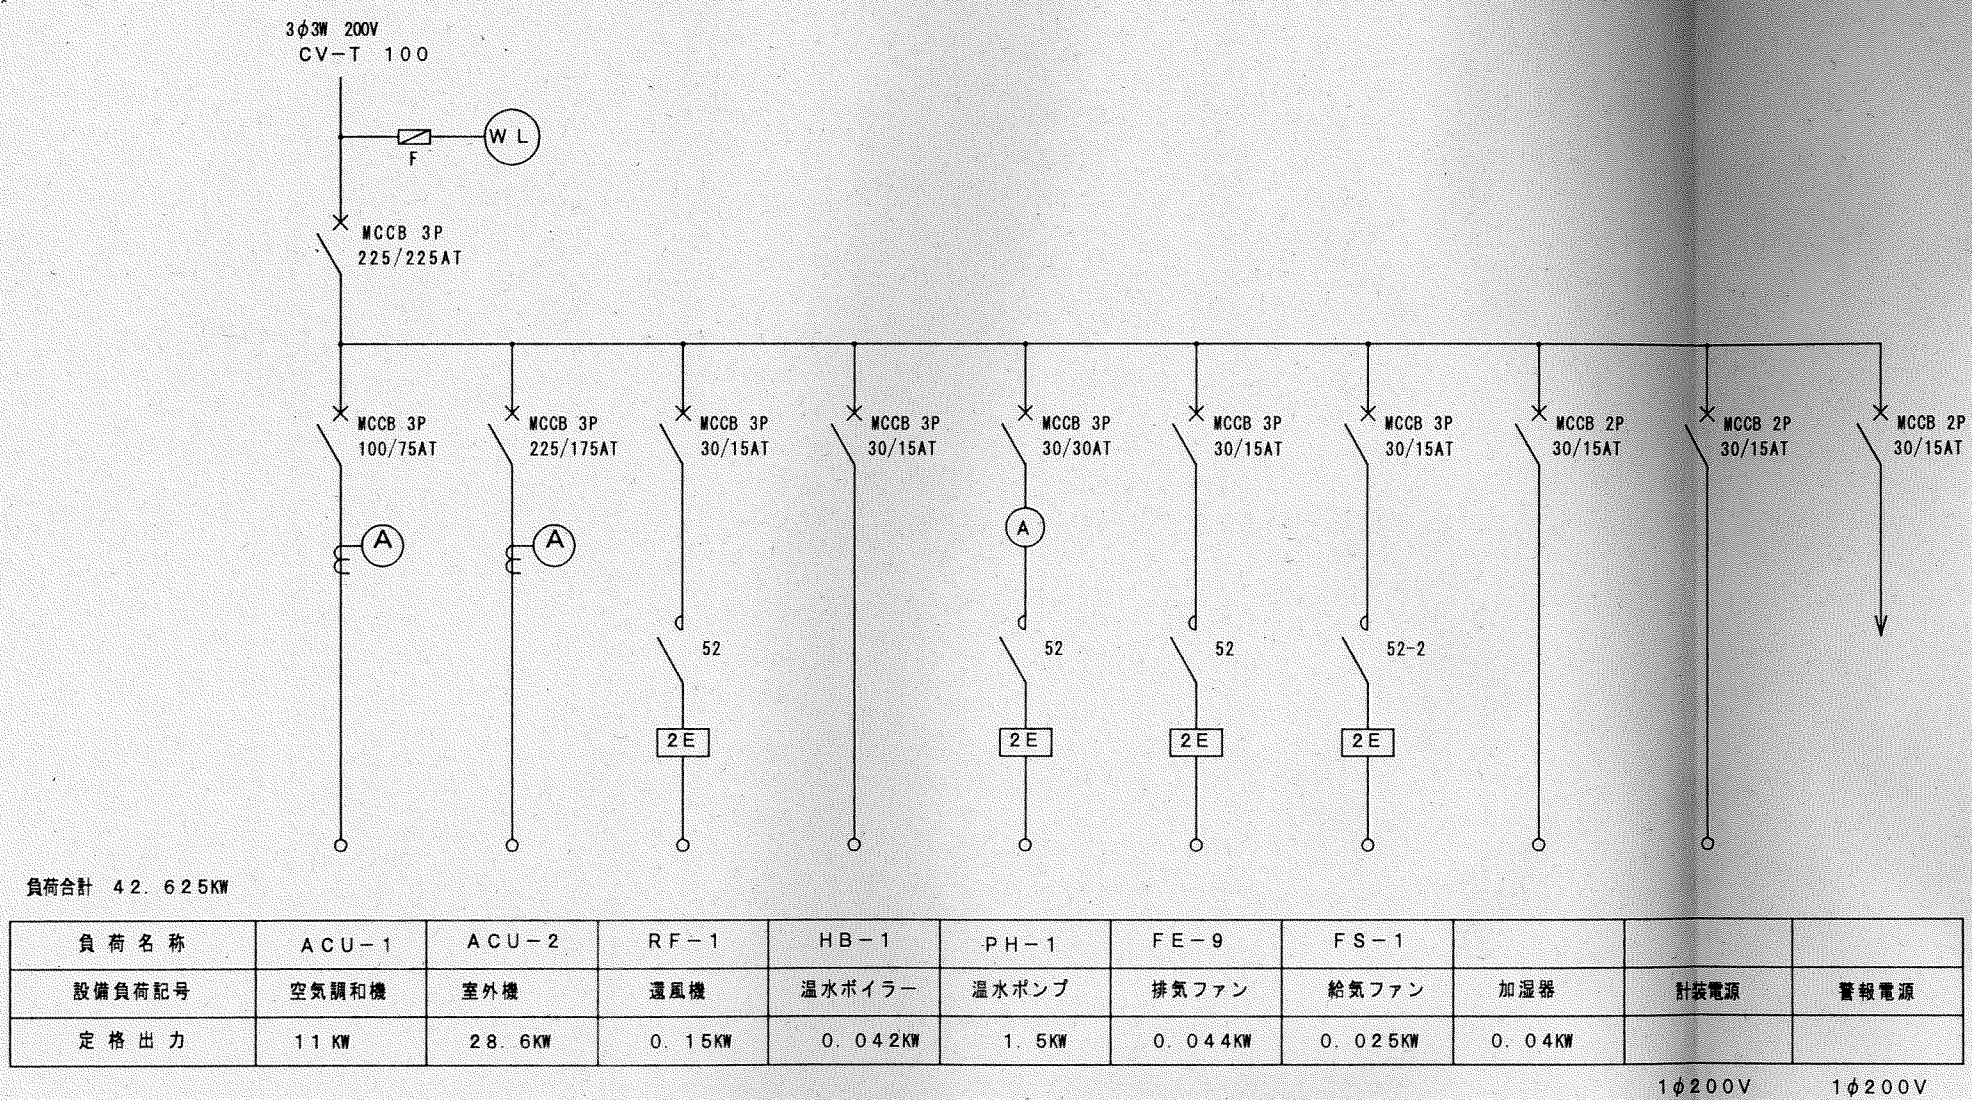 3φ3W 200V
CV-T 100
WL
F
MCCB 3P
225/225AT
MCCB 3P
100/75AT
MCCB 3P
225/175AT
MCCB 3P
30/15AT
MCCB 3P
30/15AT
MCCB 3P
30/30AT
MCCB 3P
30/15AT
MCCB 3P
30/15AT
MCCB 2P
30/15AT
MCCB 2P
30/15AT
MCCB 2P
30/15AT
A
A
A
52
52
52
52-2
2E
2E
2E
2E
負荷合計 42.625KW
負荷名称 ACU-1 ACU-2 RF-1 HB-1 PH-1 FE-9 FS-1
設備負荷記号 空気調和機 室外機 還風機 温水ボイラー 温水ポンプ 排気ファン 給気ファン 加湿器 計装電源 警報電源
定格出力 11KW 28.6KW 0.15KW 0.042KW 1.5KW 0.044KW 0.025KW 0.04KW
1φ200V 1φ200V